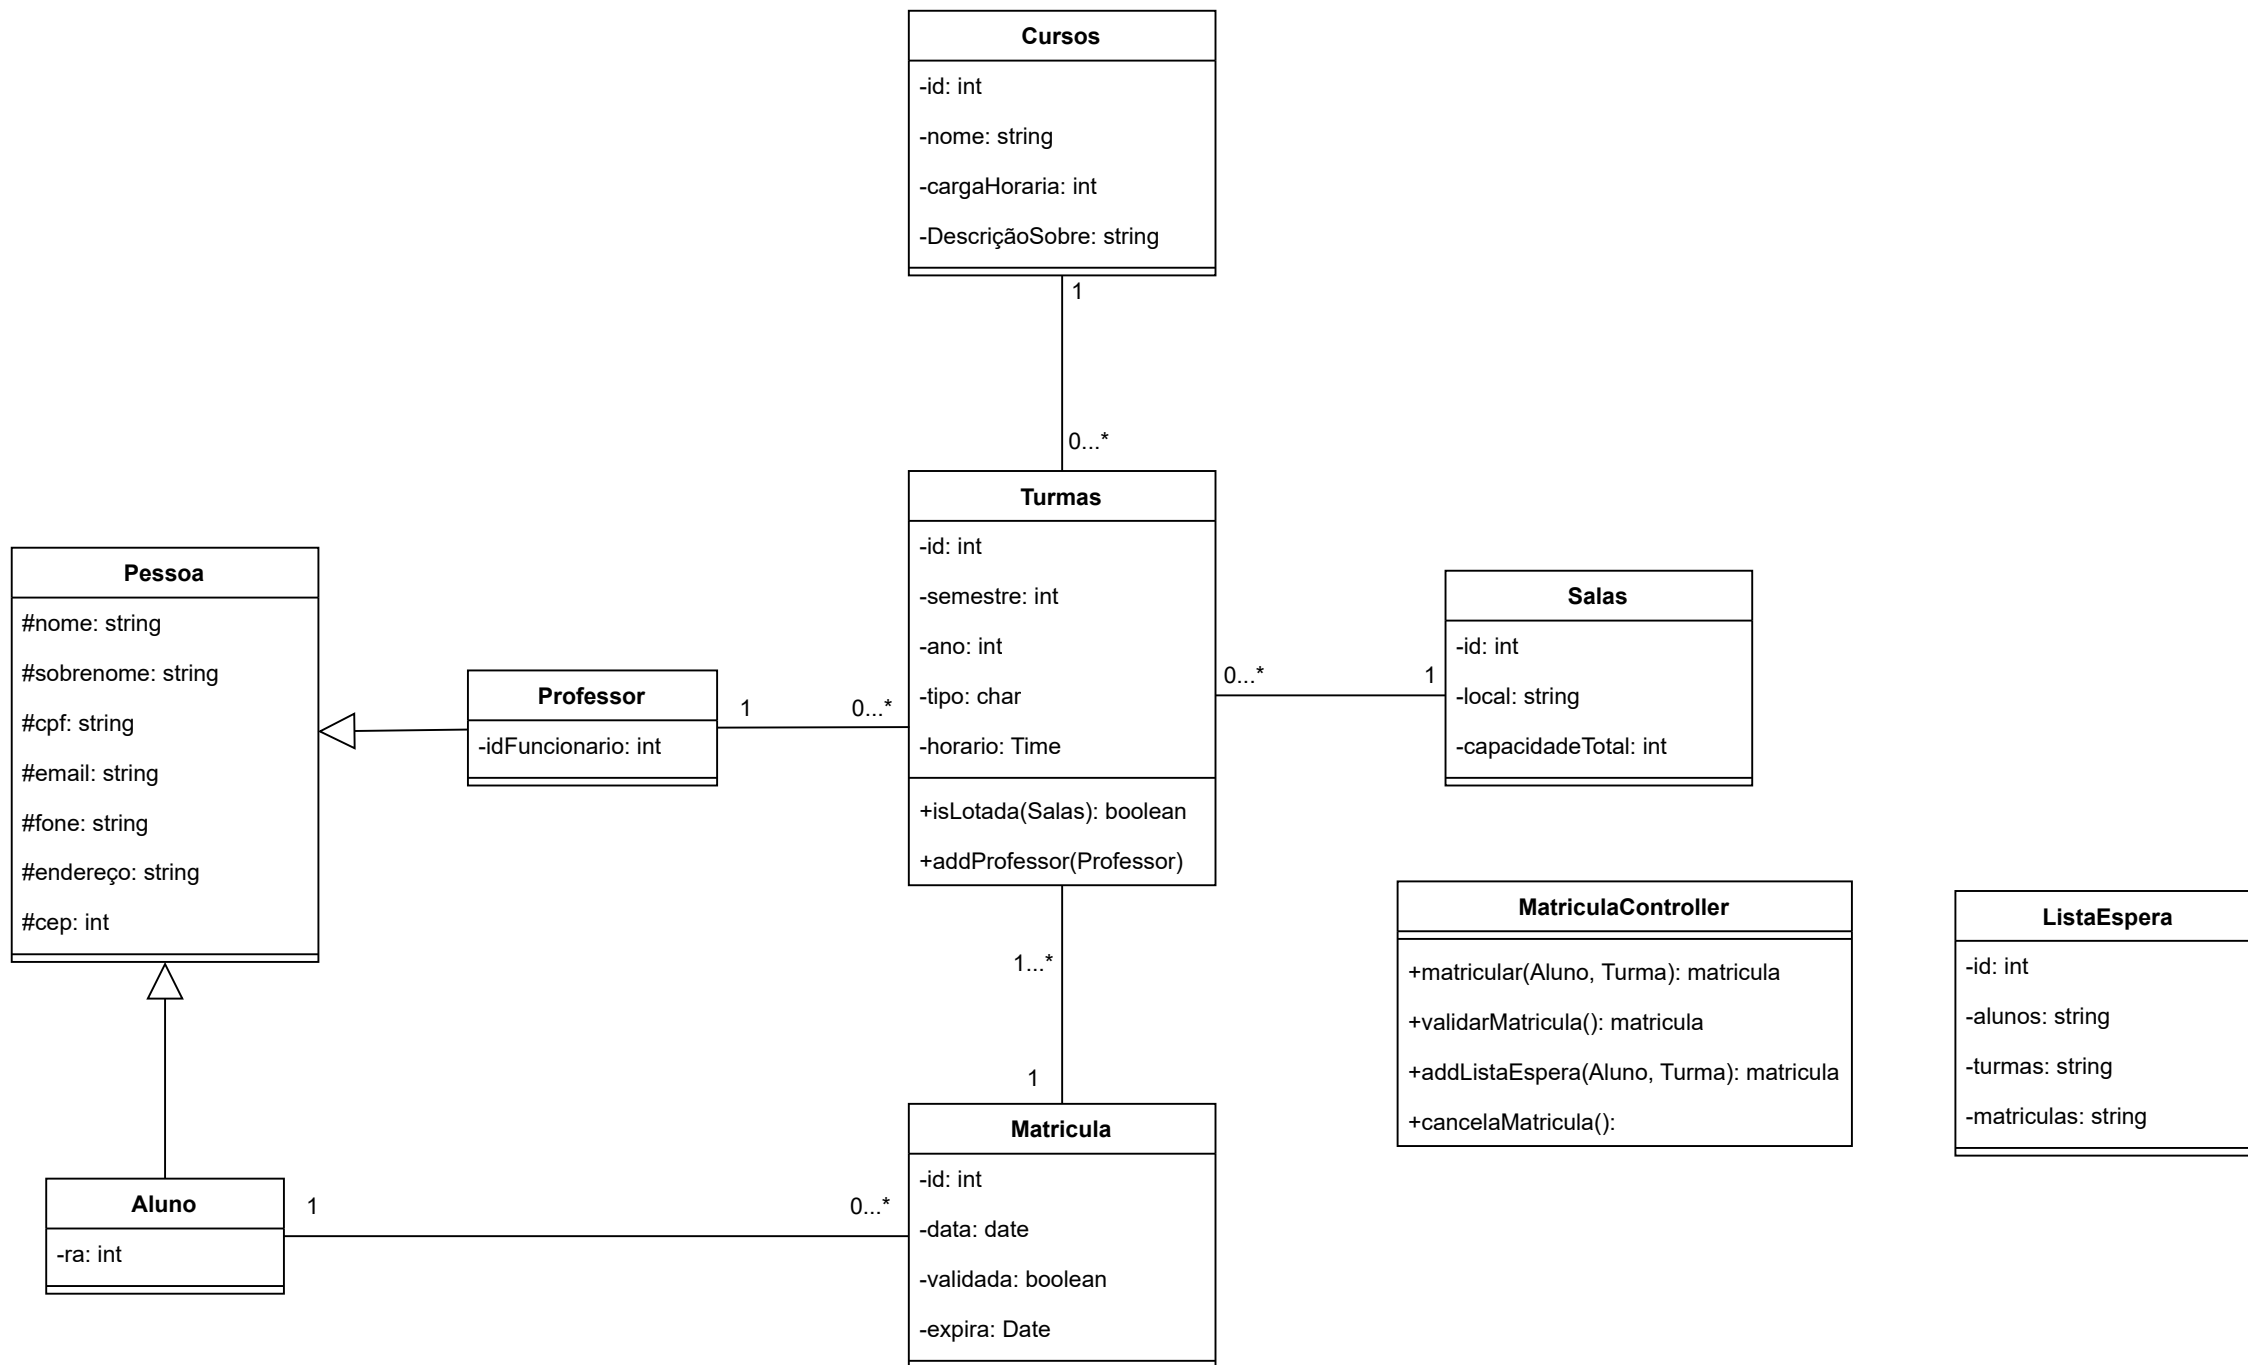 Cursos
-id: int
-nome: string
-cargaHoraria: int
-DescriçãoSobre: string
1
0...*
Turmas
-id: int
-semestre: int
-ano: int
-tipo: char
-horario: Time
+isLotada(Salas): boolean
+addProfessor(Professor)
Pessoa
#nome: string
#sobrenome: string
#cpf: string
#email: string
#fone: string
#endereço: string
#cep: int
Professor
-idFuncionario: int
1
0...*
0...*
1
Salas
-id: int
-local: string
-capacidadeTotal: int
MatriculaController
+matricular(Aluno, Turma): matricula
+validarMatricula(): matricula
+addListaEspera(Aluno, Turma): matricula
+cancelaMatricula():
ListaEspera
-id: int
-alunos: string
-turmas: string
-matriculas: string
1...*
1
Matricula
-id: int
-data: date
-validada: boolean
-expira: Date
Aluno
-ra: int
1
0...*